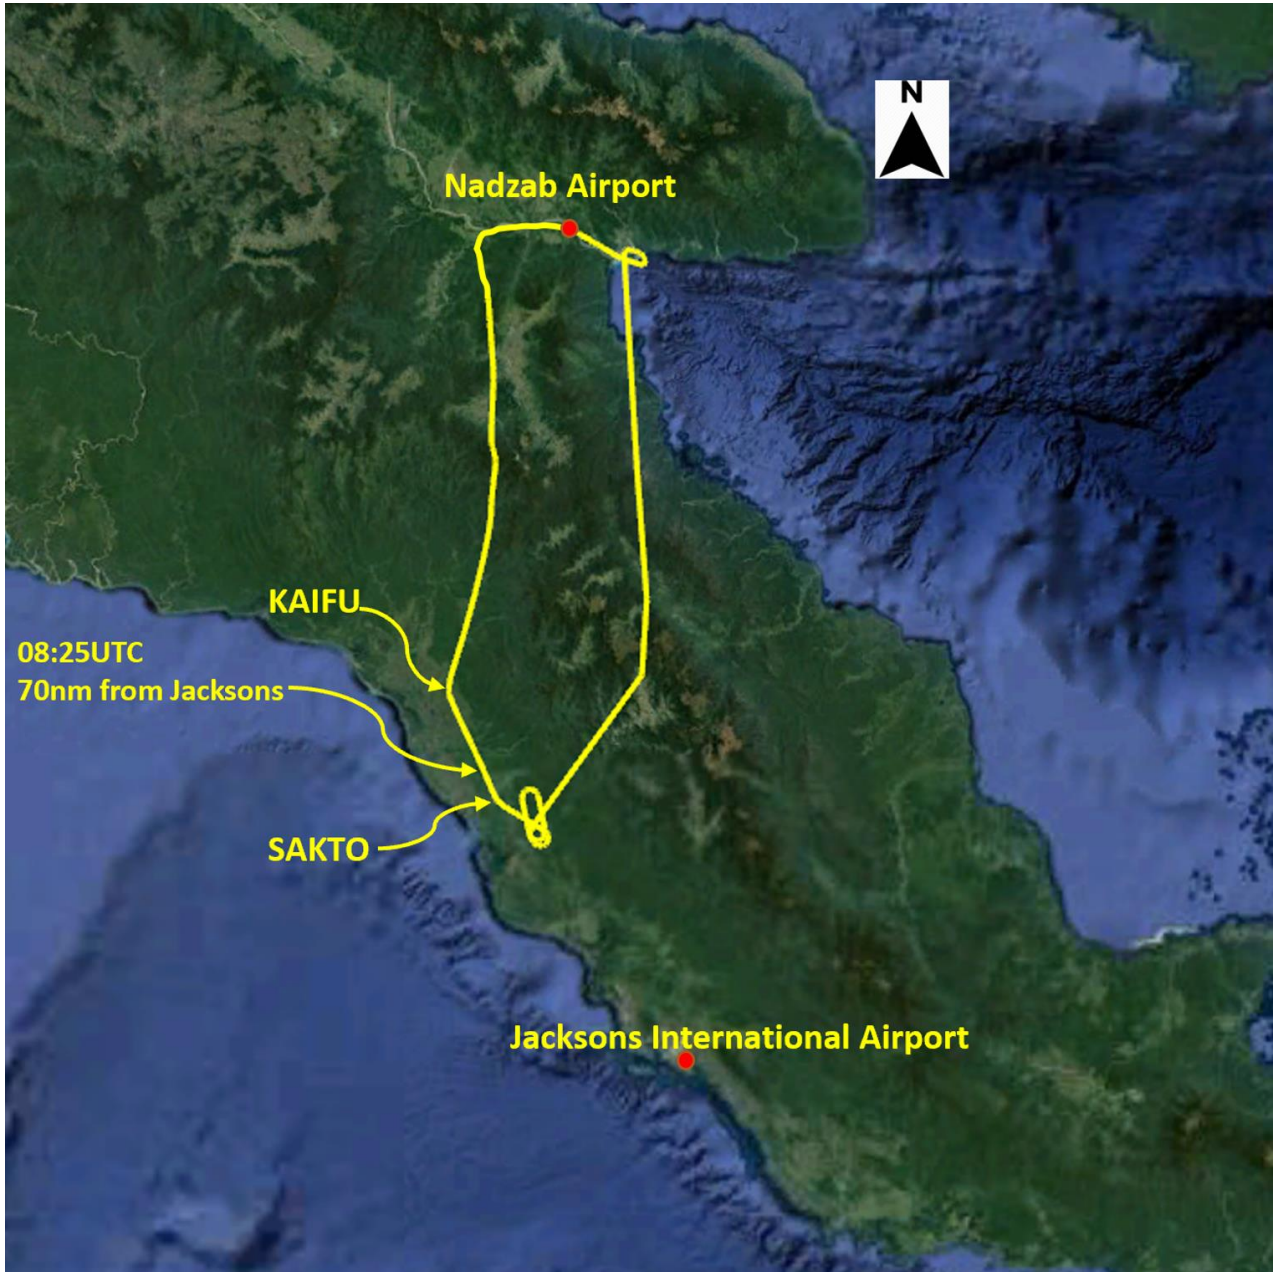 N
Nadzab Airport
KAIFU
08:25UTC
70nm from Jacksons
SAKTO
Jacksons International Airport